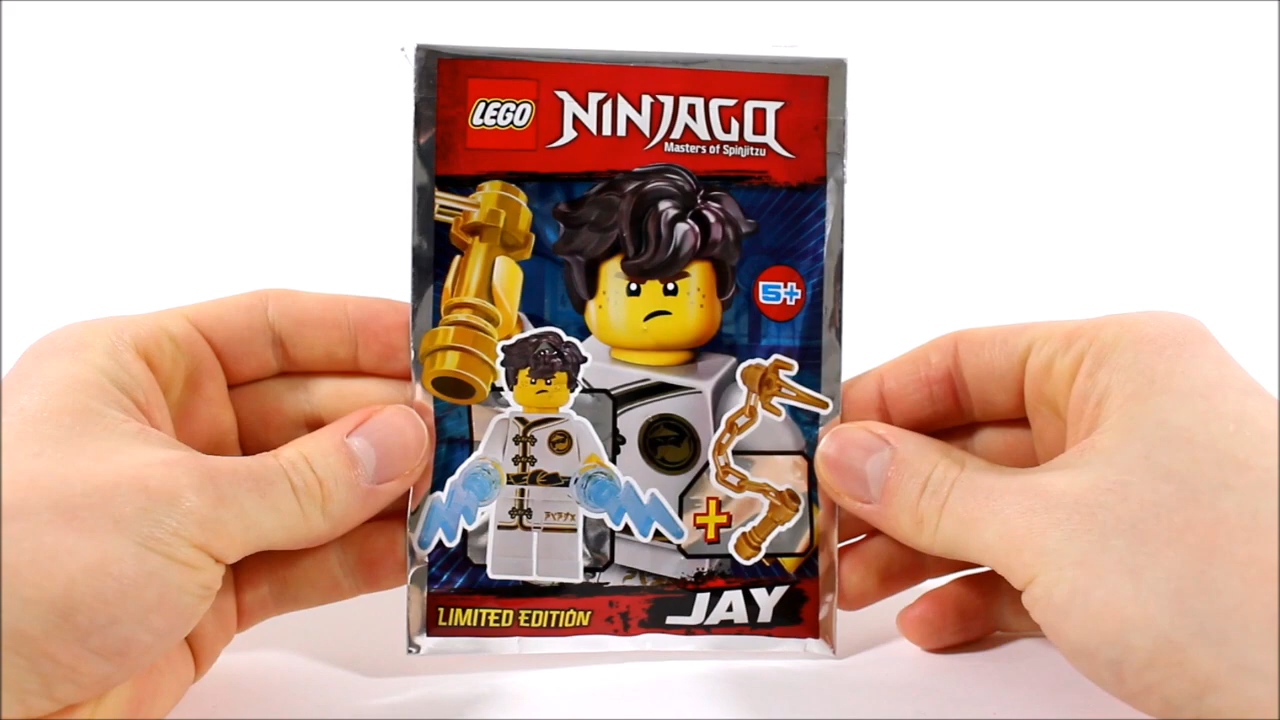 LEGO NINJAGO
Masters of Spinjitzu
5+
+
LIMITED EDITION
JAY